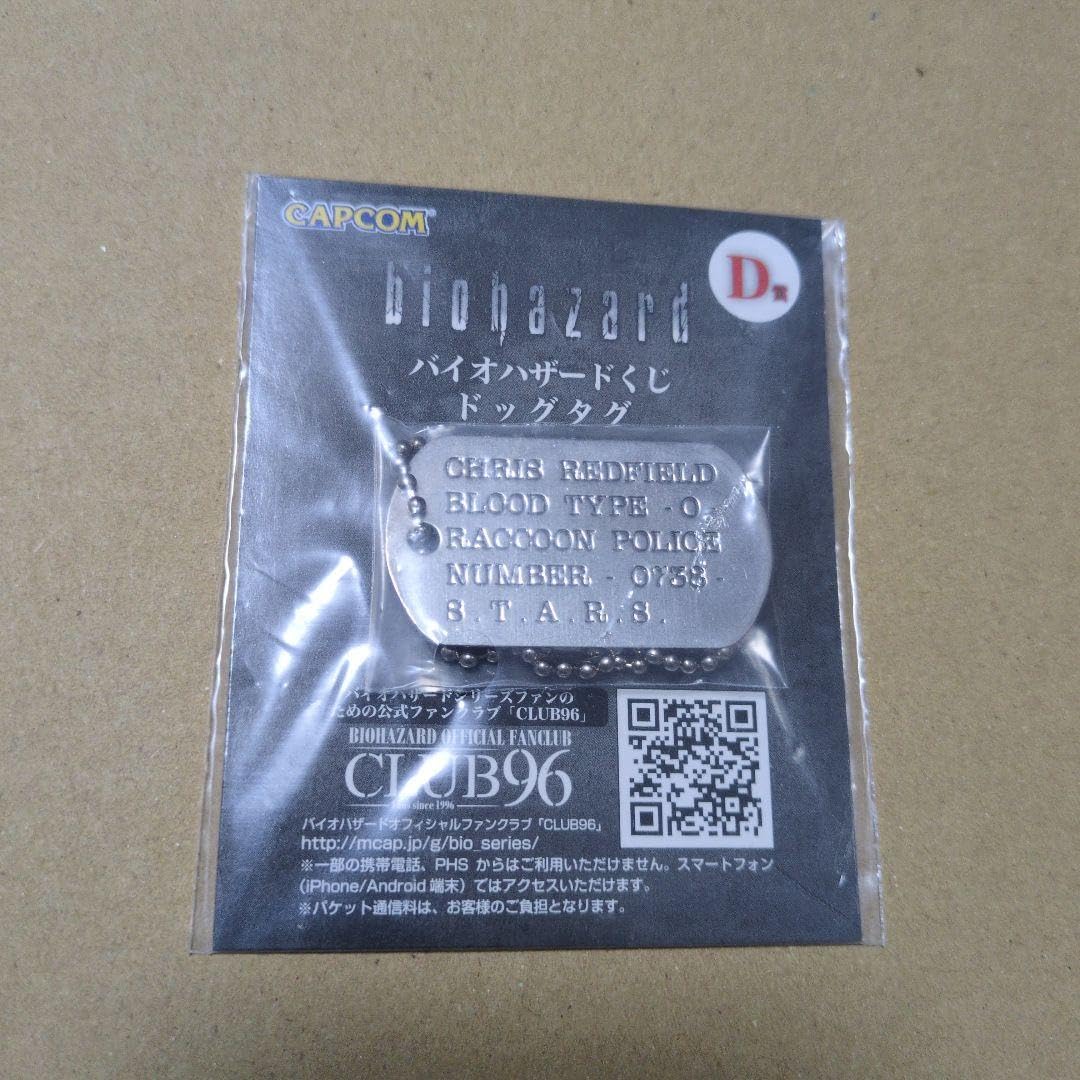 CAPCOM
D賞
biohazard
バイオハザードくじ
ドッグタグ
CHRIS REDFIELD
BLOOD TYPE - O -
RACCOON POLICE
NUMBER - 0738 -
S.T.A.R.S.
バイオハザードシリーズファンの
ための公式ファンクラブ「CLUB96」
BIOHAZARD OFFICIAL FANCLUB
CLUB96
since 1996
バイオハザードオフィシャルファンクラブ「CLUB96」
http://mcap.jp/g/bio_series/
※一部の携帯電話、PHS からはご利用いただけません。スマートフォン
（iPhone/Android 端末）ではアクセスいただけます。
※パケット通信料は、お客様のご負担となります。